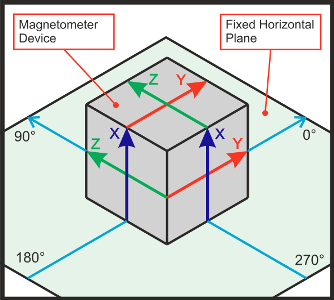 Magnetometer
Device
Fixed Horizontal
Plane
Z
Y
90°
X
X
0°
Z
Y
180°
270°